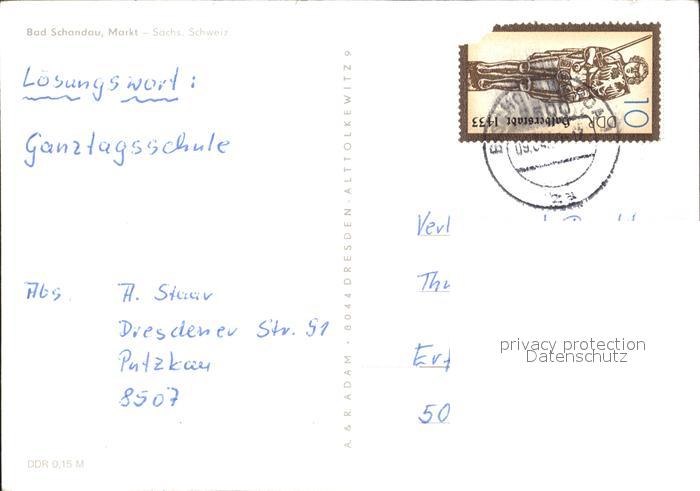 Bad Schandau, Markt – Sächs. Schweiz
Lösungswort:
Ganztagsschule
Abs. A. Staar
Dresdener Str. 91
Putzkau
8507
DDR 0,15 M
A. & R. ADAM · 8044 DRESDEN - ALTTOLKEWITZ 9
10
DDR
Halberstadt 1433
Verl
Thu
Erf
50
privacy protection
Datenschutz